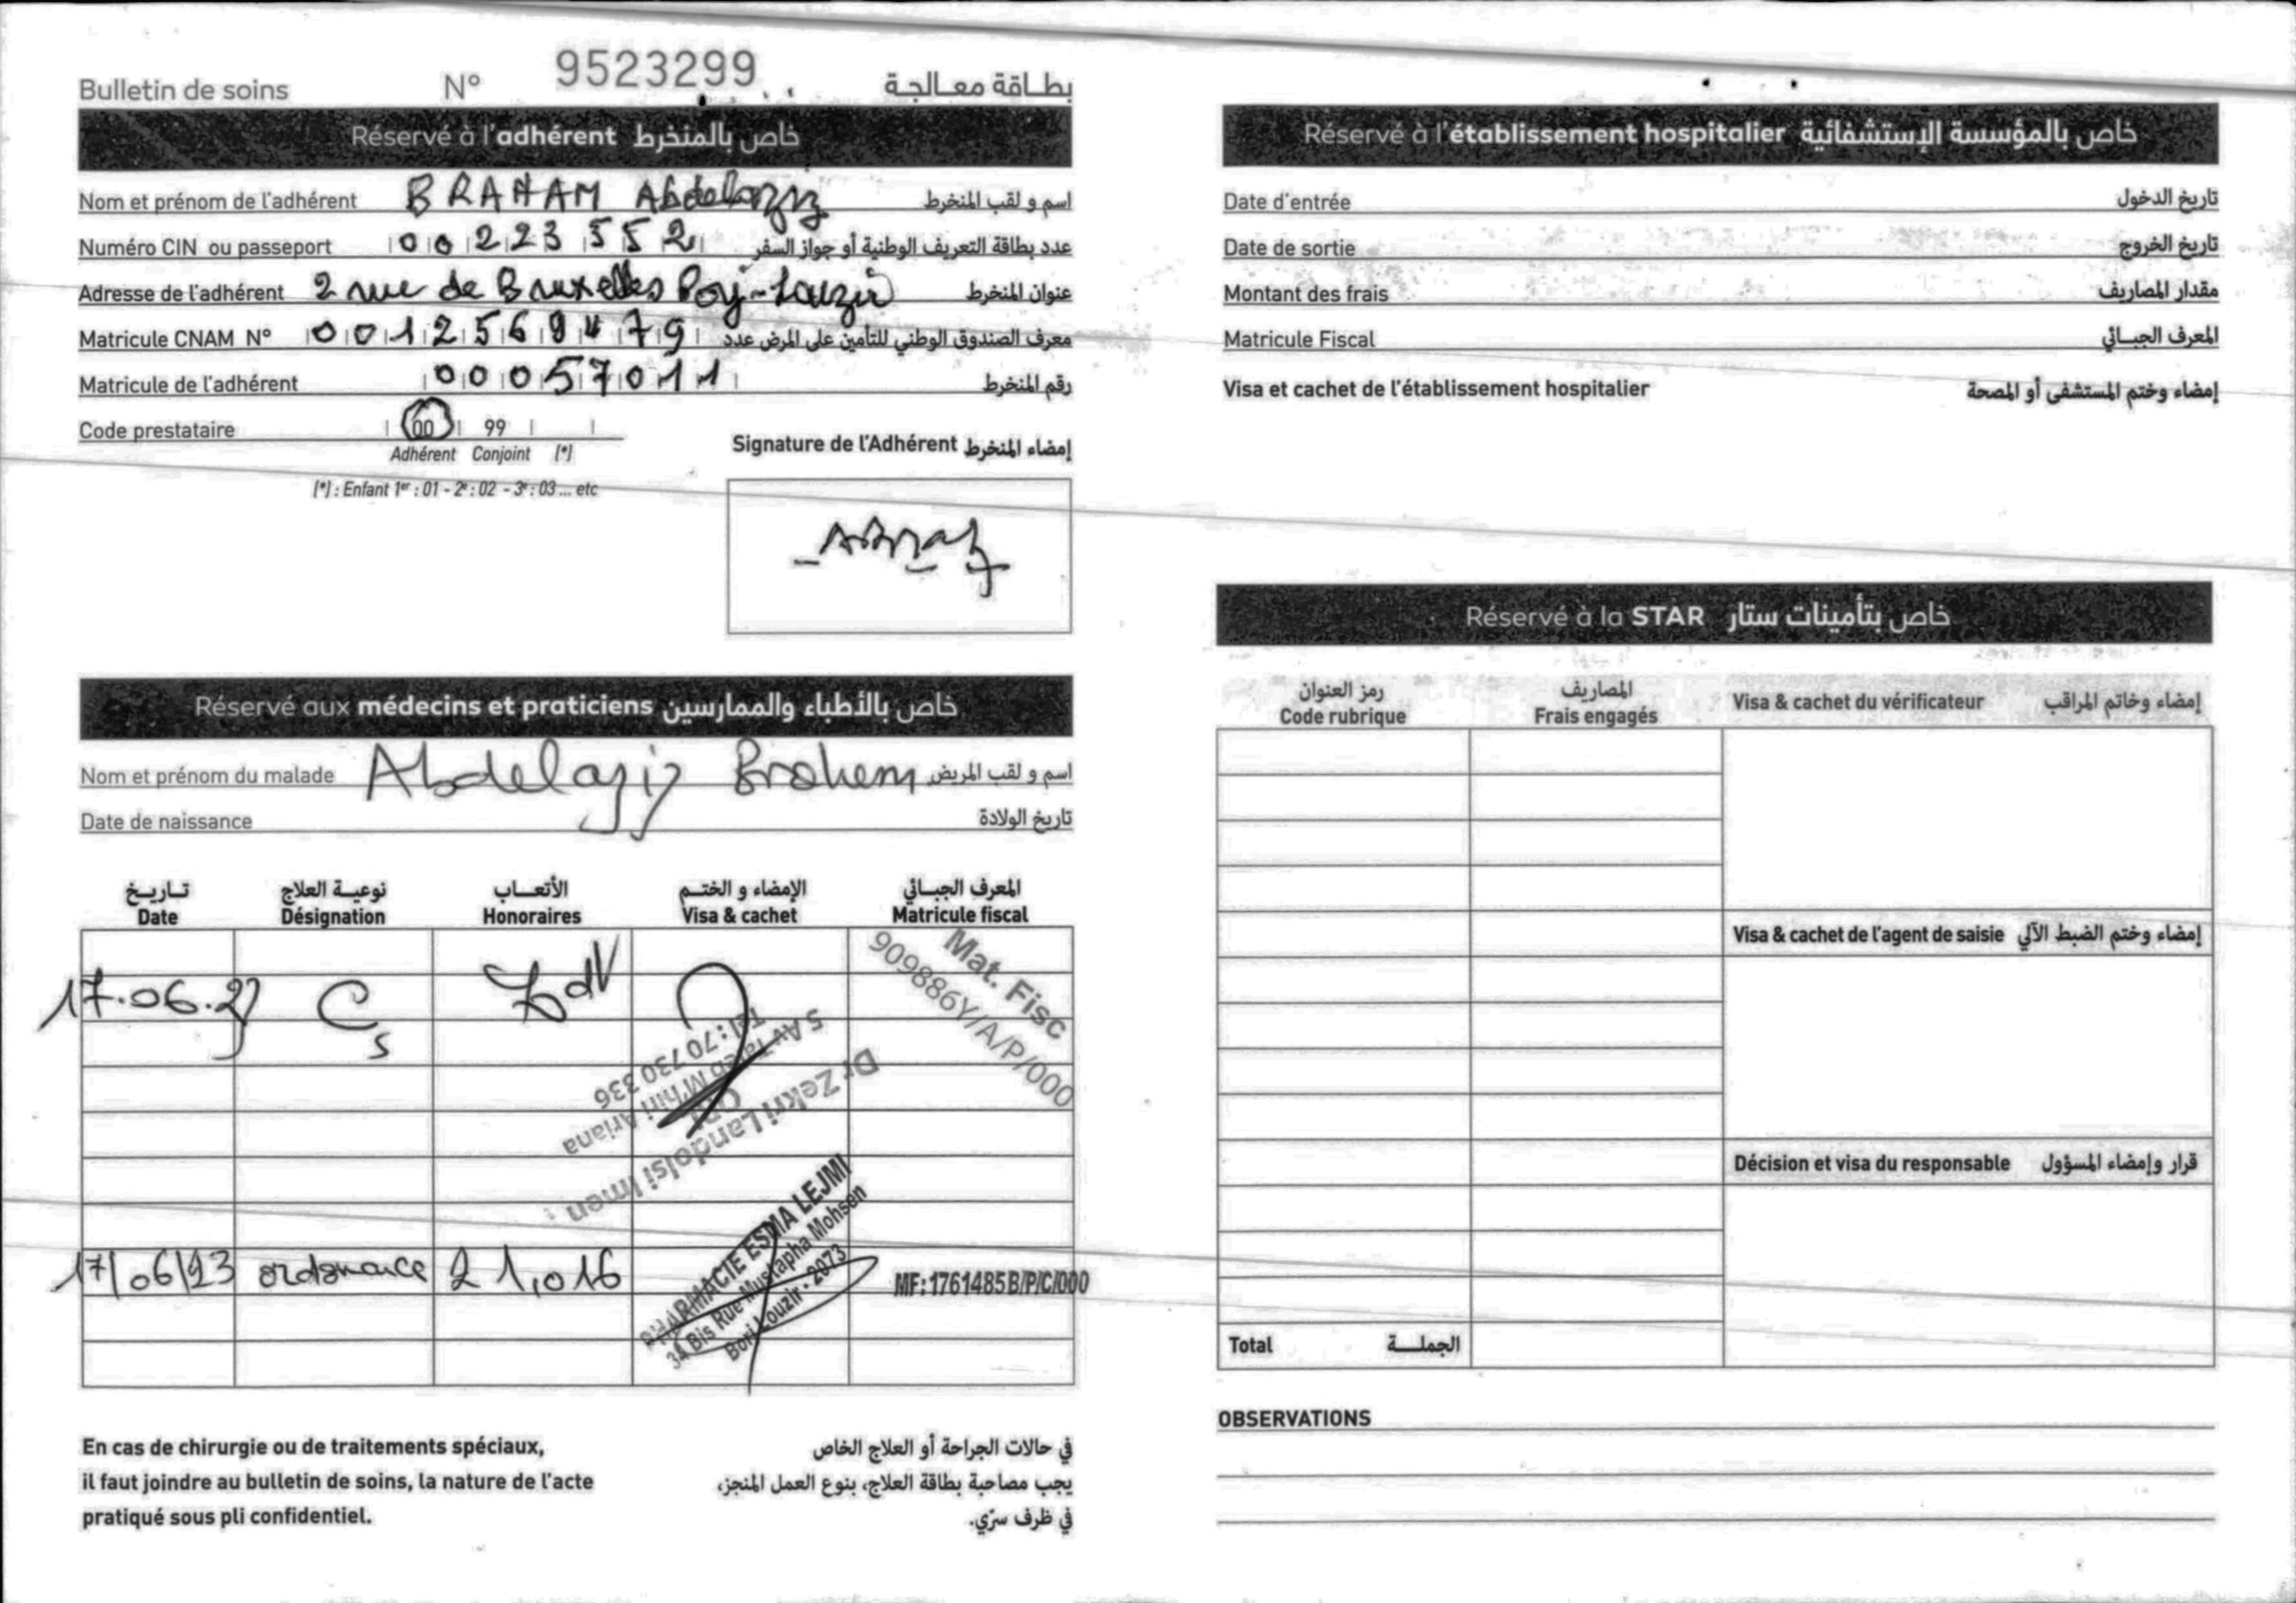 Bulletin de soins N° 9523299 بطاقة معالجة
Réservé à l'adhérent خاص بالمنخرط
Nom et prénom de l'adhérent BRAHAM Abdelaziz اسم و لقب المنخرط
Numéro CIN ou passeport 00223552 عدد بطاقة التعريف الوطنية أو جواز السفر
Adresse de l'adhérent 2 rue de Bruxelles عنوان المنخرط
Matricule CNAM N° معرف الصندوق الوطني للتأمين على المرض عدد
Matricule de l'adhérent 00057011 رقم المنخرط
Code prestataire 00 99
Adhérent Conjoint (*)
(*) : Enfant 1er : 01 - 2e : 02 - 3e : 03 ... etc
Signature de l'Adhérent إمضاء المنخرط
Réservé aux médecins et praticiens خاص بالأطباء والممارسين
Nom et prénom du malade Abdelaziz Brahem اسم و لقب المريض
Date de naissance تاريخ الولادة
تاريخ نوعية العلاج الأتعاب الإمضاء و الختم المعرف الجبائي
Date Désignation Honoraires Visa & cachet Matricule fiscal
17.06.23 Cs
Dr Zekri Landolsi Imen
5 Av Taieb M'hiri Ariana
Tél : 70 730 336
Mat. Fisc
909886Y/A/P/000
17/06/23 ordonnance 21,016
PHARMACIE ESMA LEJMI
34 Bis Rue Mustapha Mohsen
Borj Louzir - 2073
MF: 1761485B/P/C/000
En cas de chirurgie ou de traitements spéciaux,
il faut joindre au bulletin de soins, la nature de l'acte
pratiqué sous pli confidentiel.
في حالات الجراحة أو العلاج الخاص
يجب مصاحبة بطاقة العلاج، بنوع العمل المنجز،
في ظرف سرّي.
Réservé à l'établissement hospitalier خاص بالمؤسسة الإستشفائية
Date d'entrée تاريخ الدخول
Date de sortie تاريخ الخروج
Montant des frais مقدار المصاريف
Matricule Fiscal المعرف الجبائي
Visa et cachet de l'établissement hospitalier إمضاء وختم المستشفى أو المصحة
Réservé à la STAR خاص بتأمينات ستار
رمز العنوان المصاريف
Code rubrique Frais engagés Visa & cachet du vérificateur إمضاء وخاتم المراقب
Visa & cachet de l'agent de saisie إمضاء وختم الضبط الآلي
Décision et visa du responsable قرار وإمضاء المسؤول
Total الجملة
OBSERVATIONS